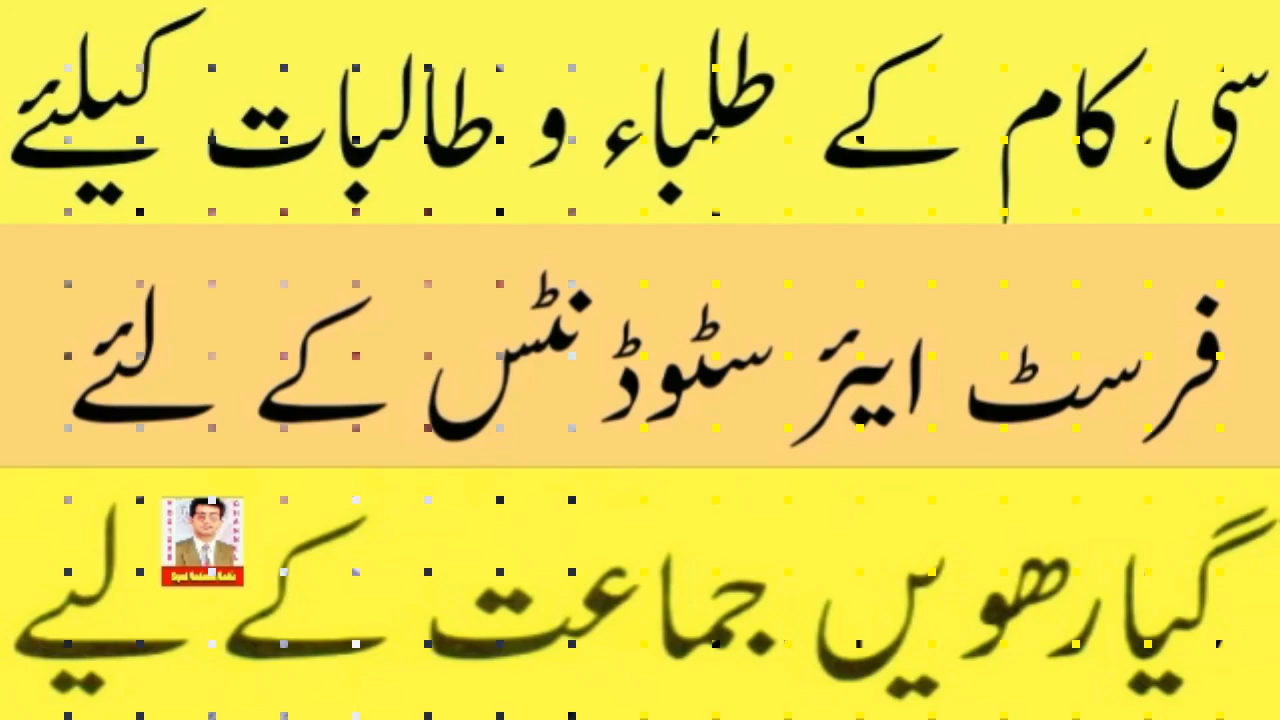 سی کام کے طلباء و طالبات کیلئے
فرسٹ ایئر سٹوڈنٹس کے لئے
گیارھویں جماعت کے لیے